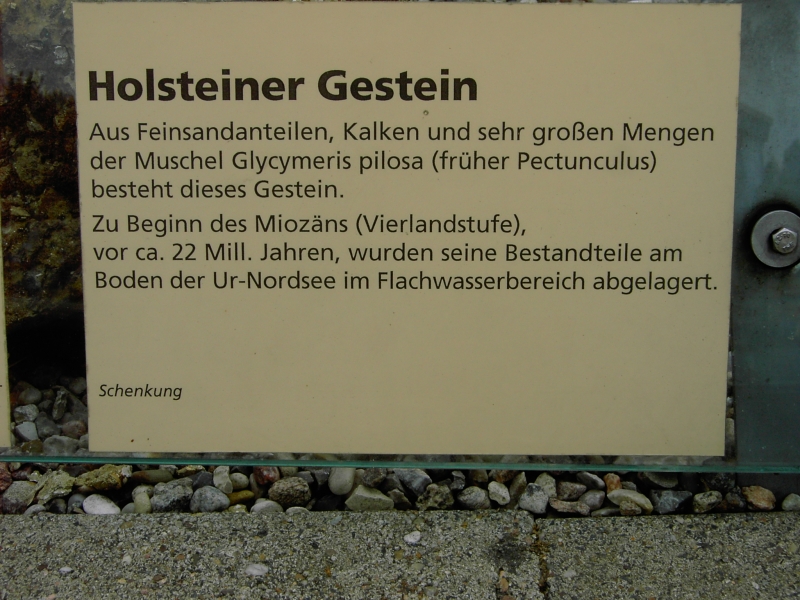 Holsteiner Gestein
Aus Feinsandanteilen, Kalken und sehr großen Mengen
der Muschel Glycymeris pilosa (früher Pectunculus)
besteht dieses Gestein.
Zu Beginn des Miozäns (Vierlandstufe),
vor ca. 22 Mill. Jahren, wurden seine Bestandteile am
Boden der Ur-Nordsee im Flachwasserbereich abgelagert.
Schenkung